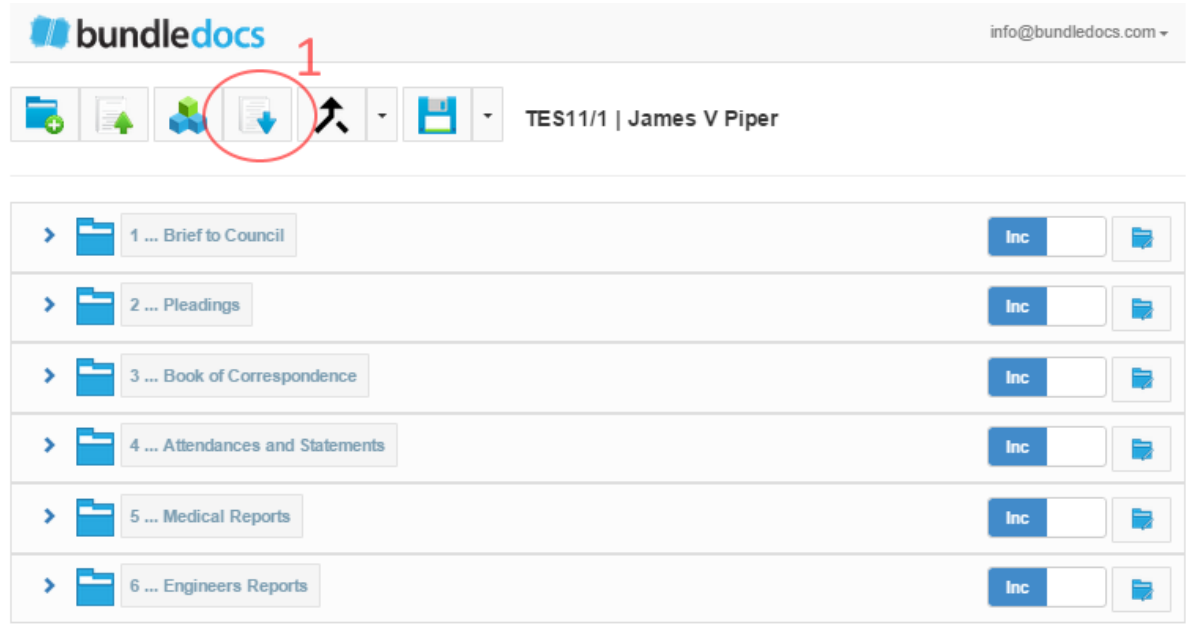 bundledocs
info@bundledocs.com
1
TES11/1 | James V Piper
1 ... Brief to Council
Inc
2 ... Pleadings
Inc
3 ... Book of Correspondence
Inc
4 ... Attendances and Statements
Inc
5 ... Medical Reports
Inc
6 ... Engineers Reports
Inc